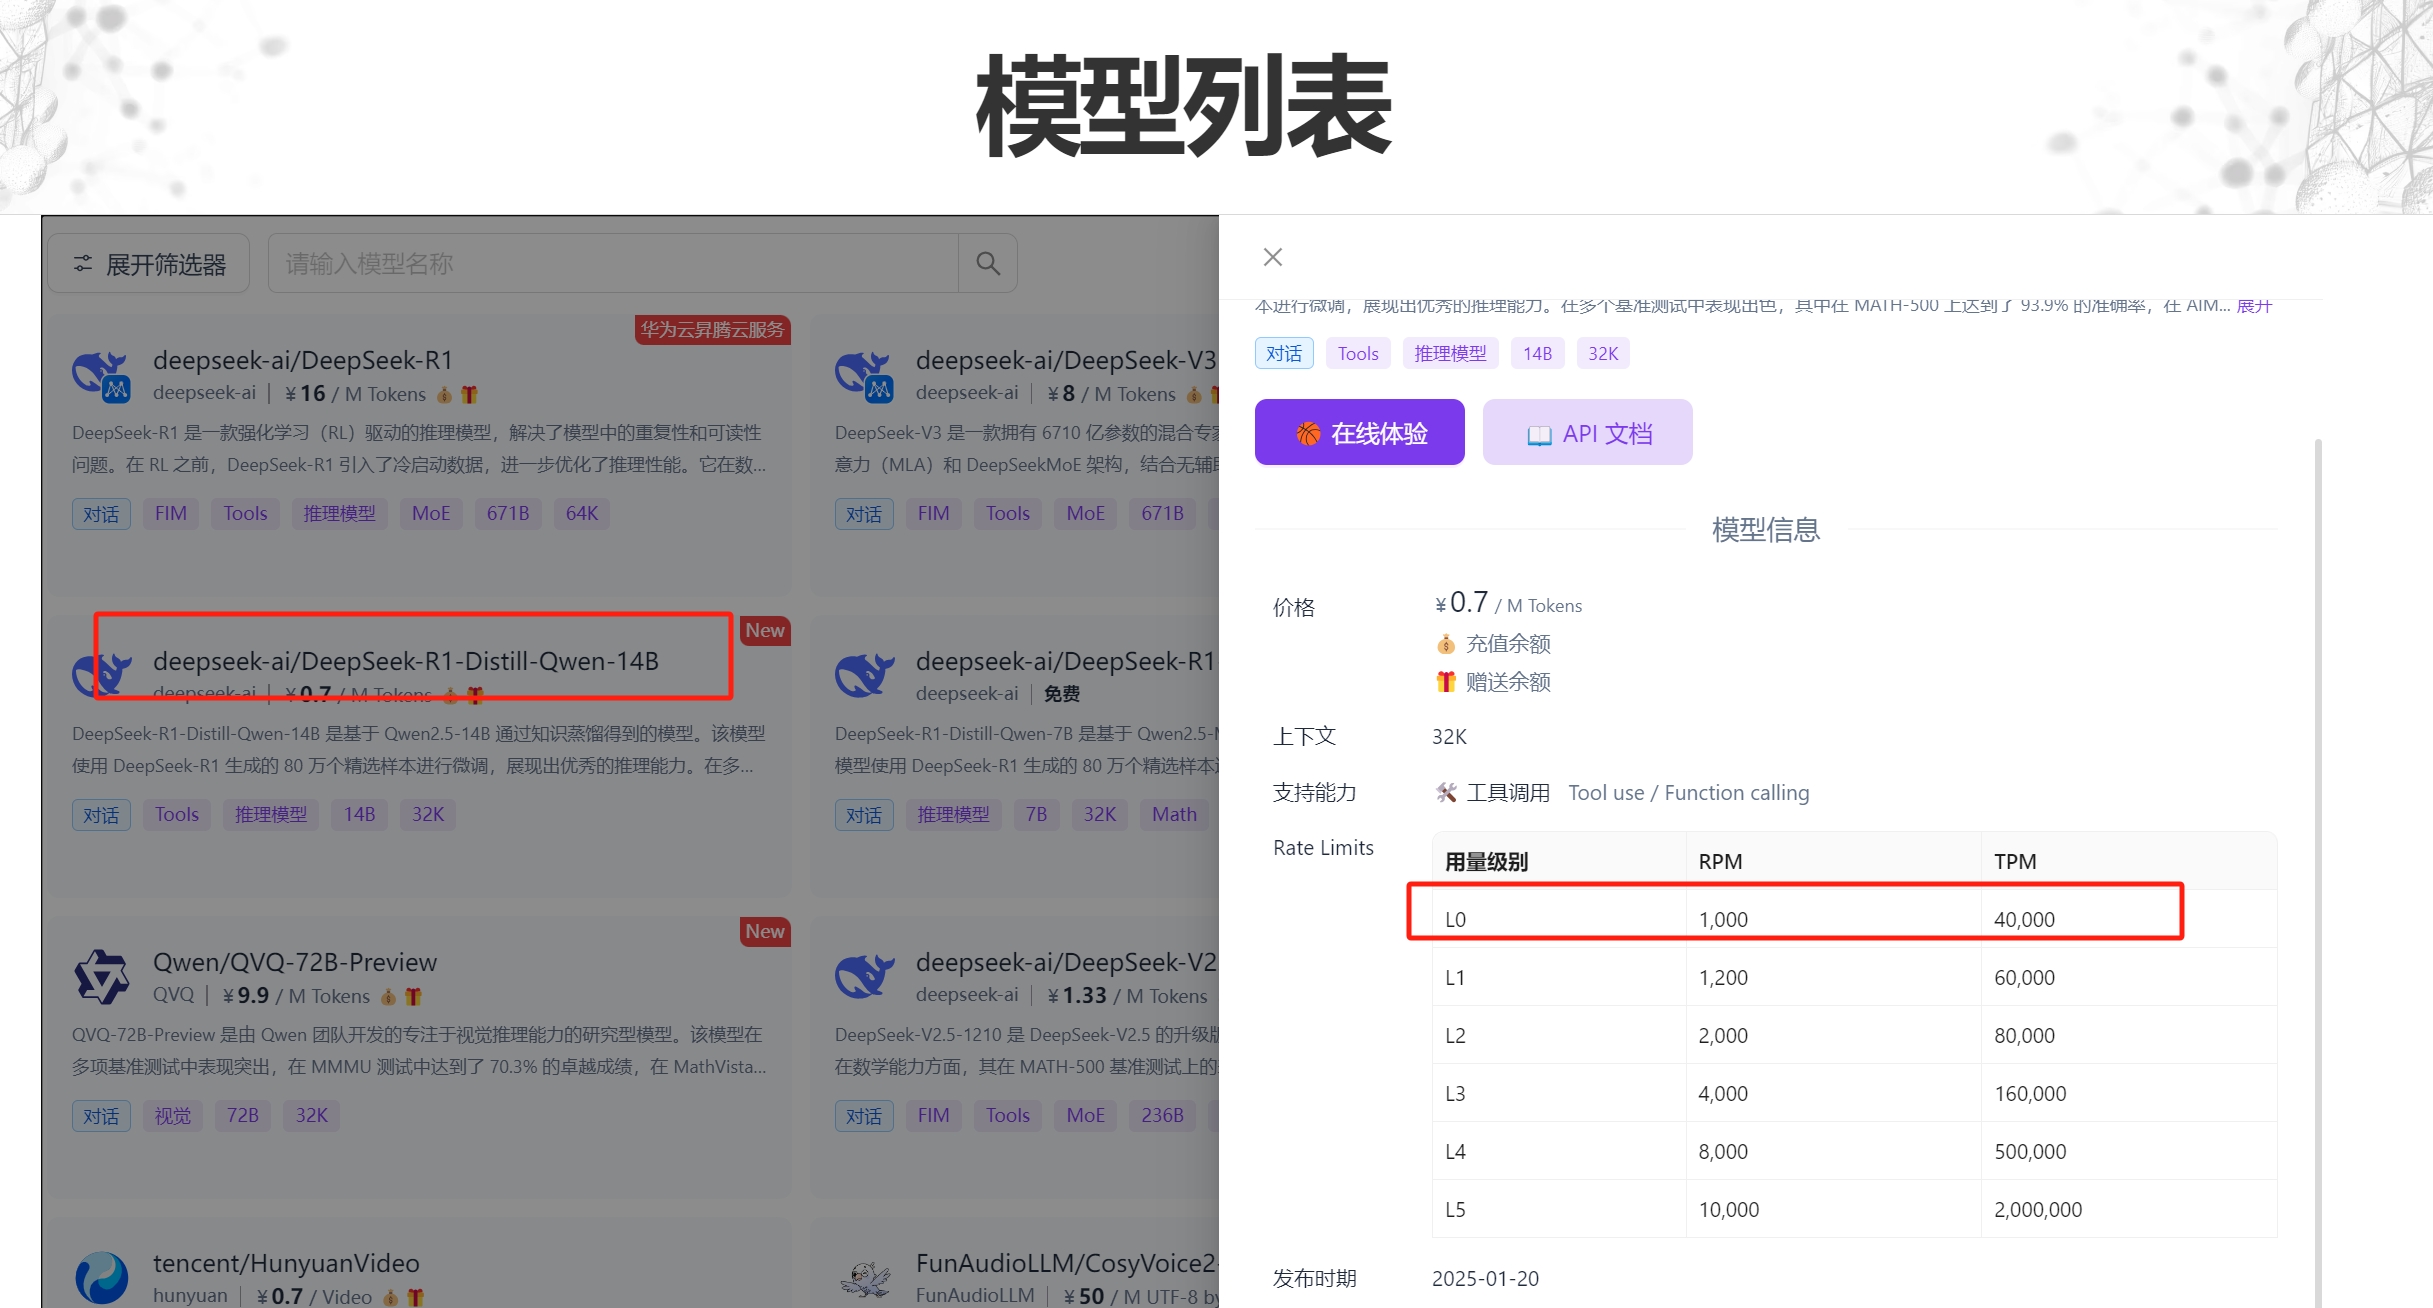 模型列表
展开筛选器
请输入模型名称
华为云昇腾云服务
deepseek-ai/DeepSeek-R1
deepseek-ai | ¥16 / M Tokens
DeepSeek-R1 是一款强化学习（RL）驱动的推理模型，解决了模型中的重复性和可读性
问题。在 RL 之前，DeepSeek-R1 引入了冷启动数据，进一步优化了推理性能。它在数...
对话 FIM Tools 推理模型 MoE 671B 64K
deepseek-ai/DeepSeek-V3
deepseek-ai | ¥8 / M Tokens
DeepSeek-V3 是一款拥有 6710 亿参数的混合专家
意力（MLA）和 DeepSeekMoE 架构，结合无辅助
对话 FIM Tools MoE 671B
New
deepseek-ai/DeepSeek-R1-Distill-Qwen-14B
deepseek-ai | ¥0.7 / M Tokens
DeepSeek-R1-Distill-Qwen-14B 是基于 Qwen2.5-14B 通过知识蒸馏得到的模型。该模型
使用 DeepSeek-R1 生成的 80 万个精选样本进行微调，展现出优秀的推理能力。在多...
对话 Tools 推理模型 14B 32K
deepseek-ai/DeepSeek-R1
deepseek-ai | 免费
DeepSeek-R1-Distill-Qwen-7B 是基于 Qwen2.5-M
模型使用 DeepSeek-R1 生成的 80 万个精选样本
对话 推理模型 7B 32K Math
New
Qwen/QVQ-72B-Preview
QVQ | ¥9.9 / M Tokens
QVQ-72B-Preview 是由 Qwen 团队开发的专注于视觉推理能力的研究型模型。该模型在
多项基准测试中表现突出，在 MMMU 测试中达到了 70.3% 的卓越成绩，在 MathVista...
对话 视觉 72B 32K
deepseek-ai/DeepSeek-V2
deepseek-ai | ¥1.33 / M Tokens
DeepSeek-V2.5-1210 是 DeepSeek-V2.5 的升级版
在数学能力方面，其在 MATH-500 基准测试上的
对话 FIM Tools MoE 236B
tencent/HunyuanVideo
hunyuan | ¥0.7 / Video
FunAudioLLM/CosyVoice2-
FunAudioLLM | ¥50 / M UTF-8 by
本进行微调，展现出优秀的推理能力。在多个基准测试中表现出色，其中在 MATH-500 上达到了 93.9% 的准确率，在 AIM... 展开
对话 Tools 推理模型 14B 32K
在线体验 API 文档
模型信息
价格 ¥0.7 / M Tokens
充值余额
赠送余额
上下文 32K
支持能力 工具调用 Tool use / Function calling
Rate Limits
用量级别 RPM TPM
L0 1,000 40,000
L1 1,200 60,000
L2 2,000 80,000
L3 4,000 160,000
L4 8,000 500,000
L5 10,000 2,000,000
发布时期 2025-01-20